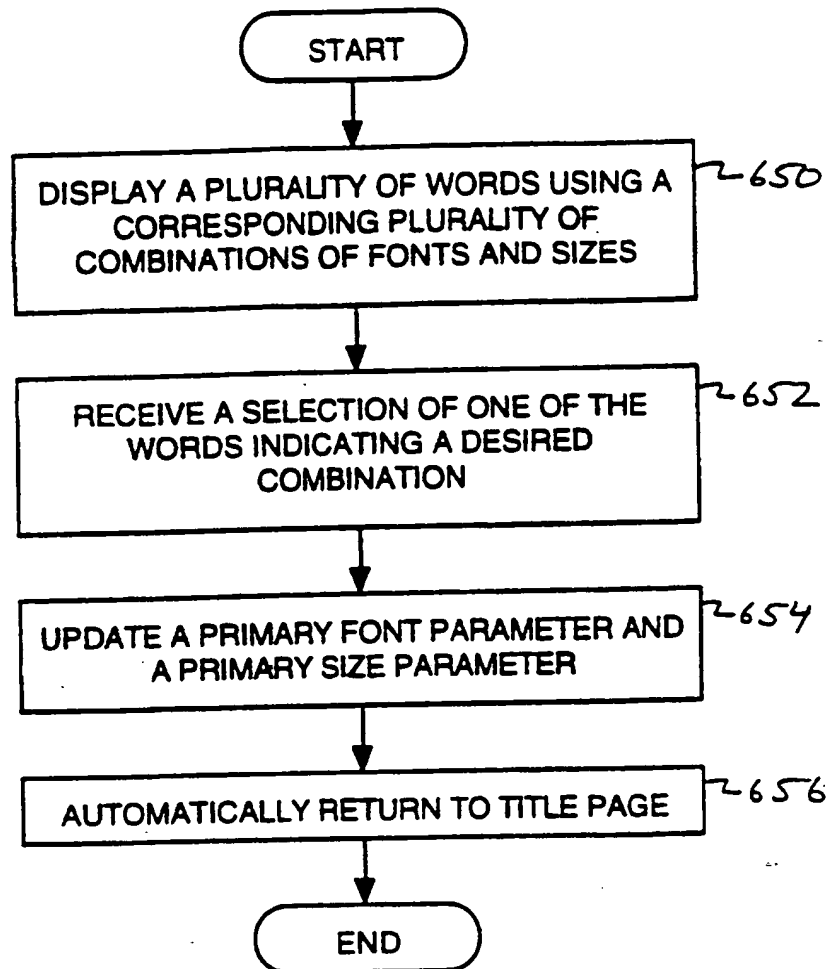 START
DISPLAY A PLURALITY OF WORDS USING A
CORRESPONDING PLURALITY OF
COMBINATIONS OF FONTS AND SIZES
650
RECEIVE A SELECTION OF ONE OF THE
WORDS INDICATING A DESIRED
COMBINATION
652
UPDATE A PRIMARY FONT PARAMETER AND
A PRIMARY SIZE PARAMETER
654
AUTOMATICALLY RETURN TO TITLE PAGE
656
END